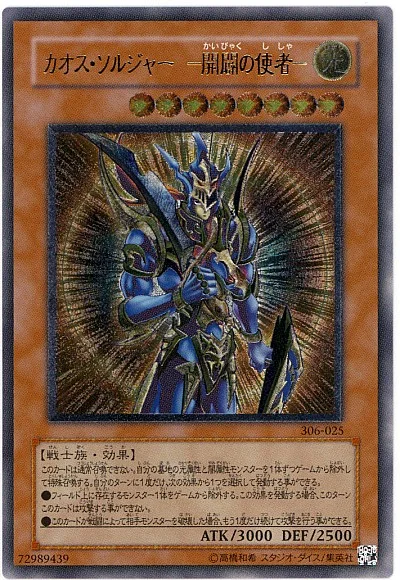 かいびゃく ししゃ
カオス・ソルジャー －開闢の使者－
光
306-025
せんしぞく こうか
【戦士族・効果】
このカードは通常召喚できない。自分の墓地の光属性と闇属性モンスターを1体ずつゲームから除外
して特殊召喚する。自分のターンに1度だけ、次の効果から1つを選択して発動する事ができる。
●フィールド上に存在するモンスター1体をゲームから除外する。この効果を発動する場合、このターン
このカードは攻撃する事ができない。
●このカードが戦闘によって相手モンスターを破壊した場合、もう1度だけ続けて攻撃を行う事ができる。
ATK/3000 DEF/2500
72989439
©高橋和希 スタジオ・ダイス/集英社